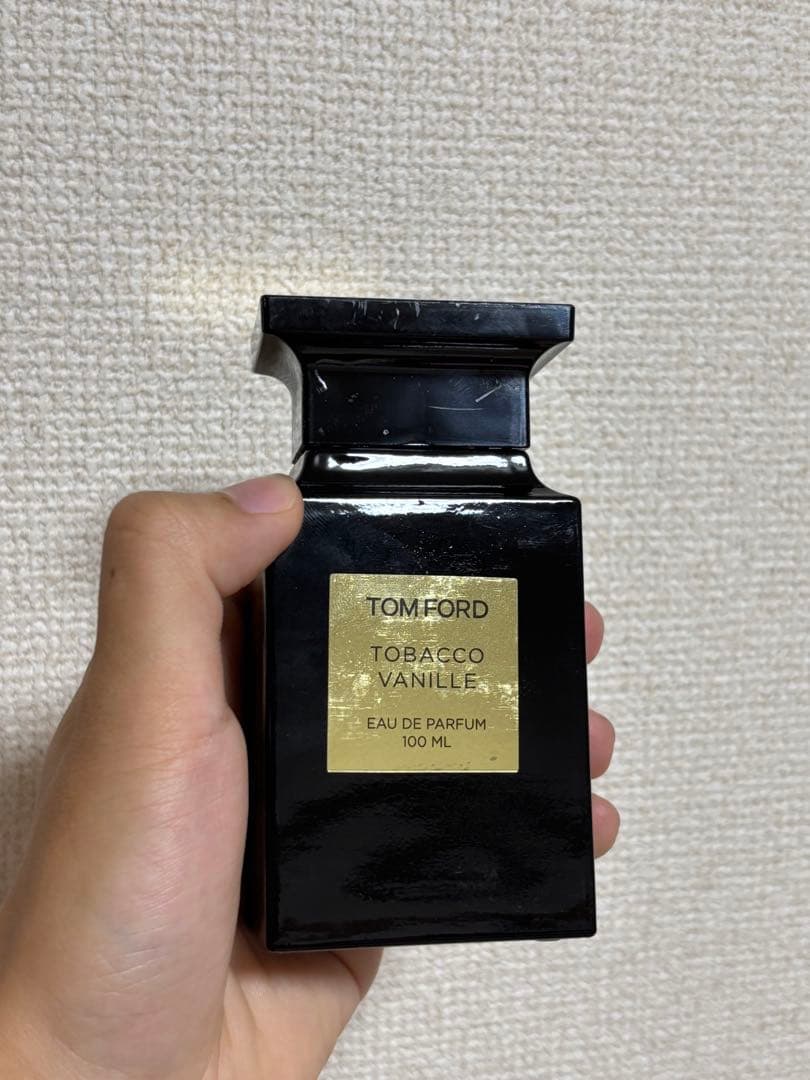 TOM FORD
TOBACCO
VANILLE
EAU DE PARFUM
100 ML